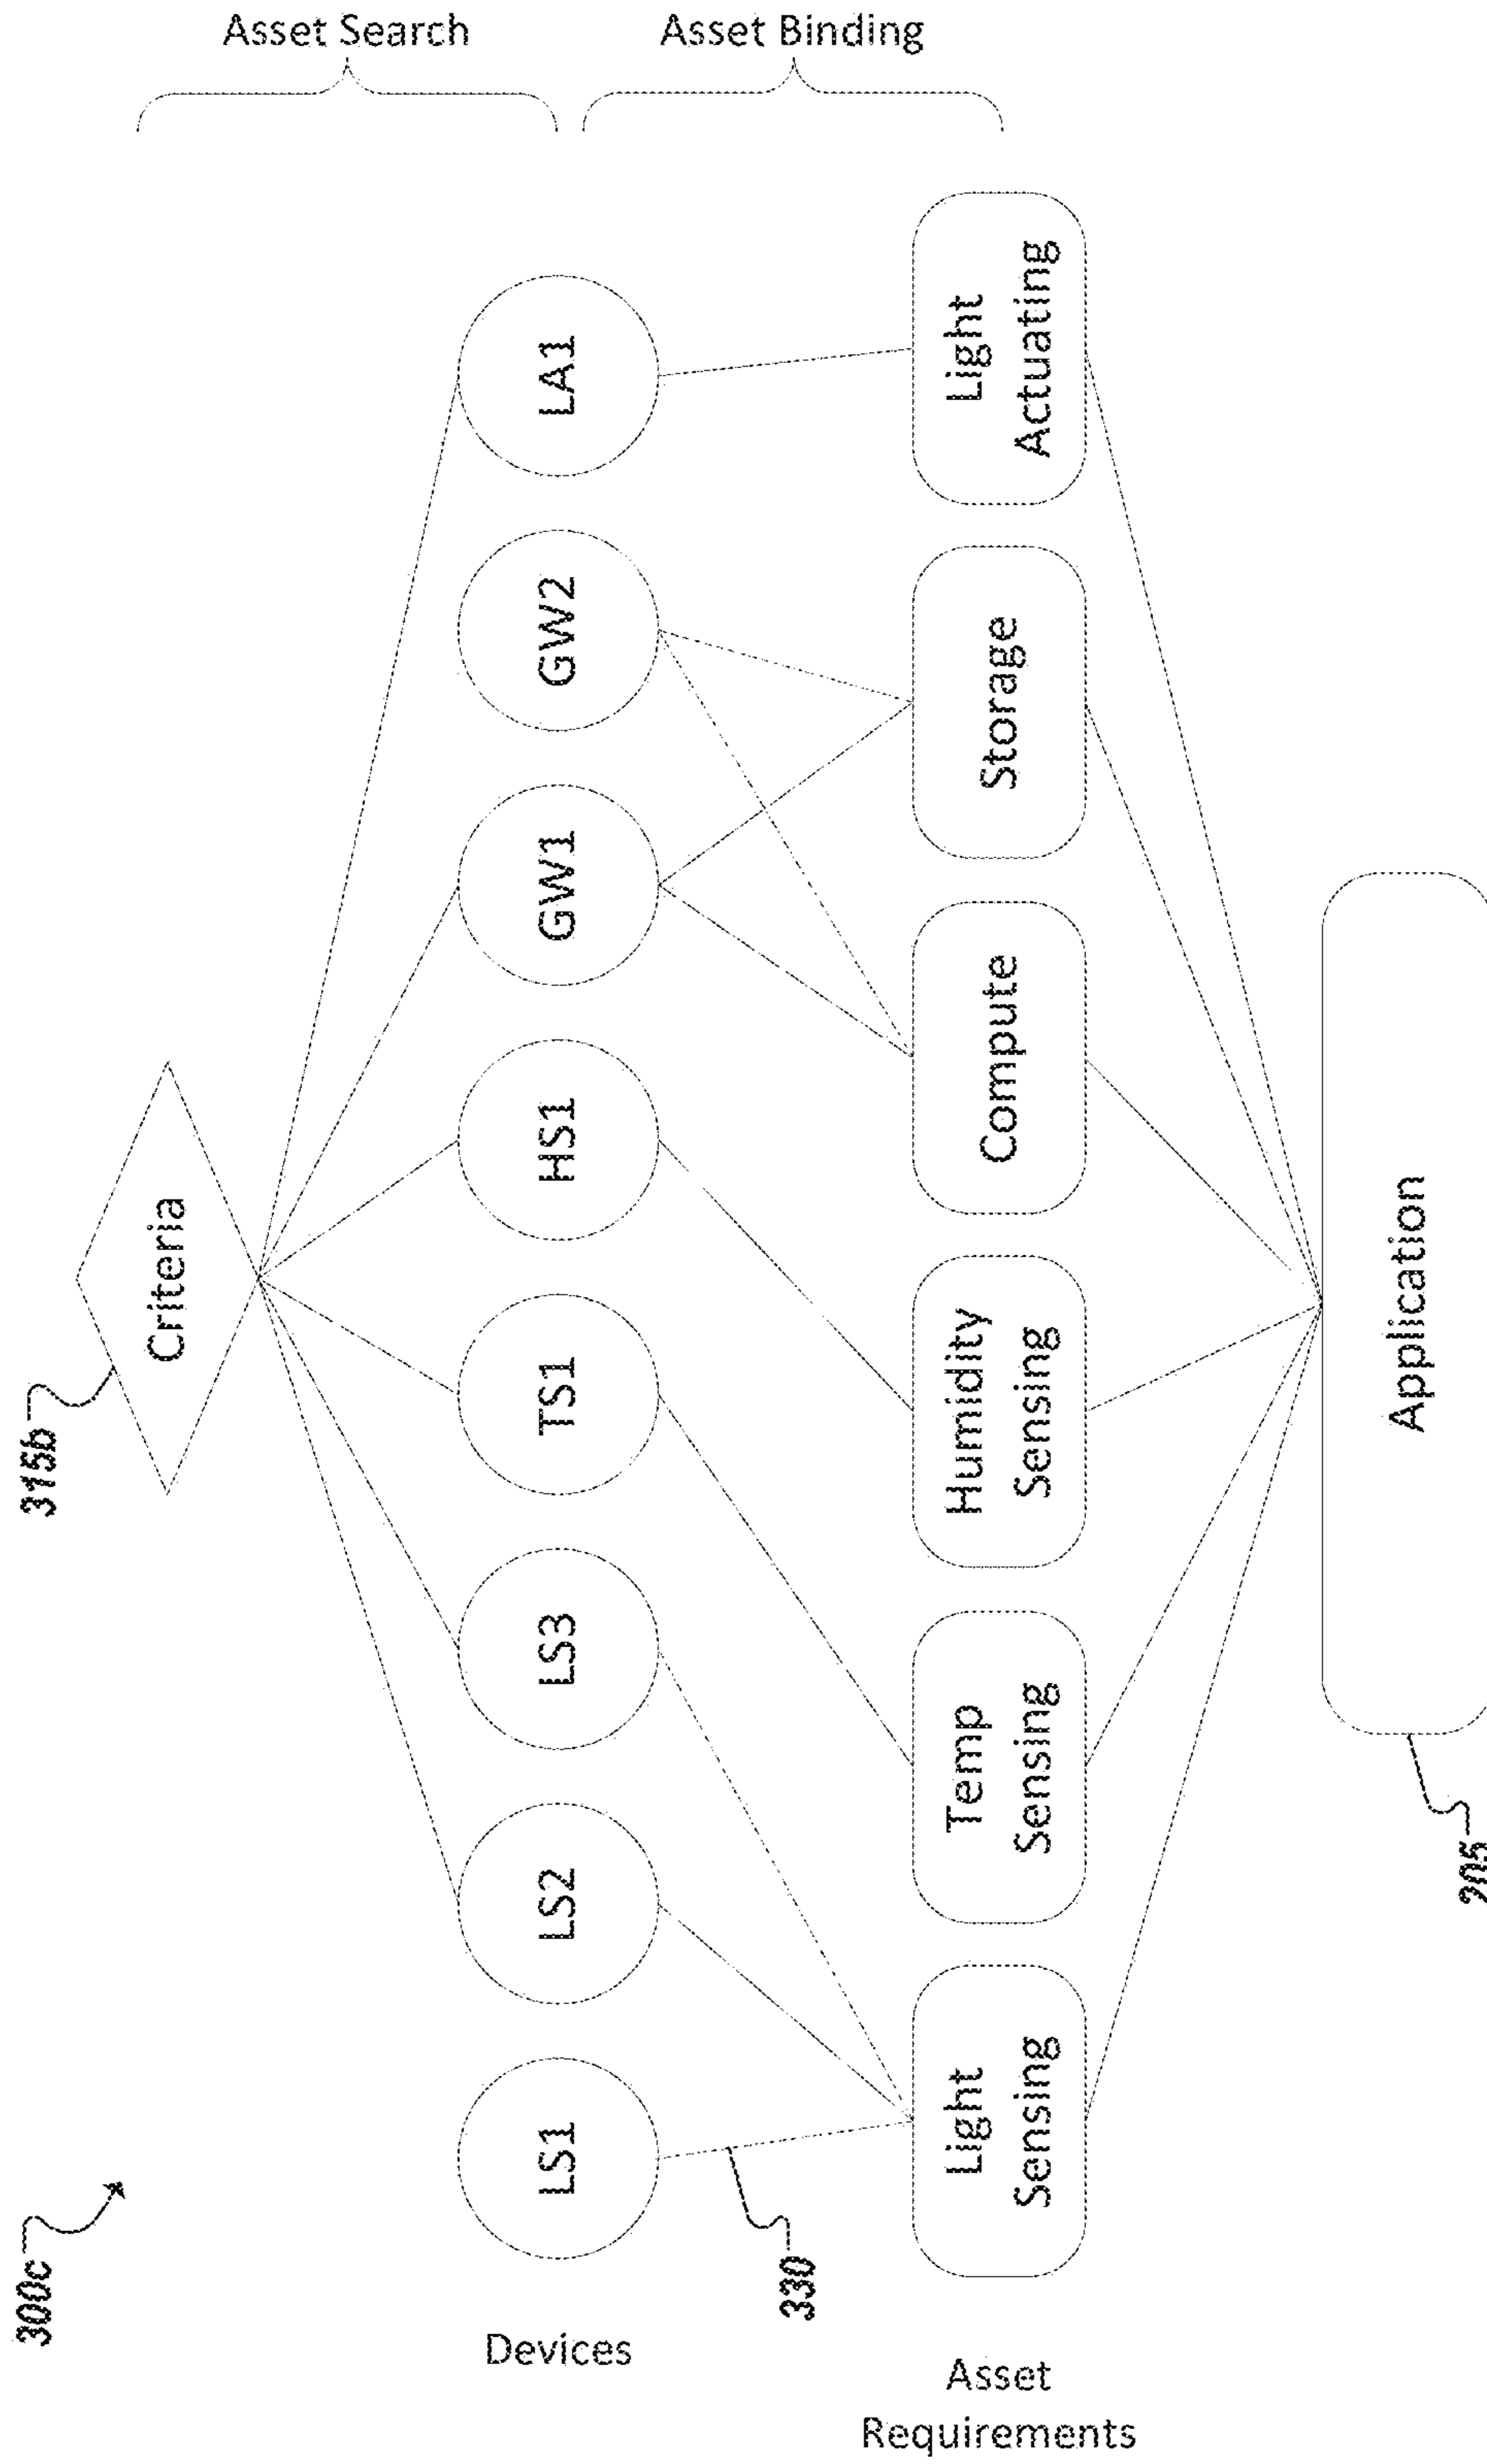 Asset Search
Asset Binding
300c
315b
Criteria
Devices
LS1
LS2
LS3
TS1
HS1
GW1
GW2
LA1
330
Asset
Requirements
Light
Sensing
Temp
Sensing
Humidity
Sensing
Compute
Storage
Light
Actuating
205
Application